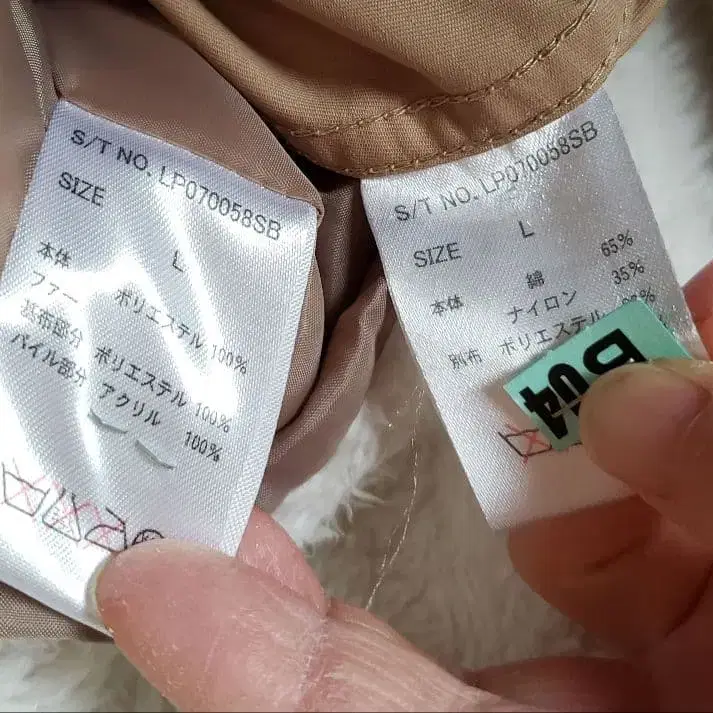 S/T NO. LP070058SB
SIZE L
本体 ポリエステル 100%
ファー
基布部分 ポリエステル 100%
パイル部分 アクリル 100%
S/T NO. LP070058SB
SIZE L
本体 綿 65%
ナイロン 35%
別布 ポリエステル
B04